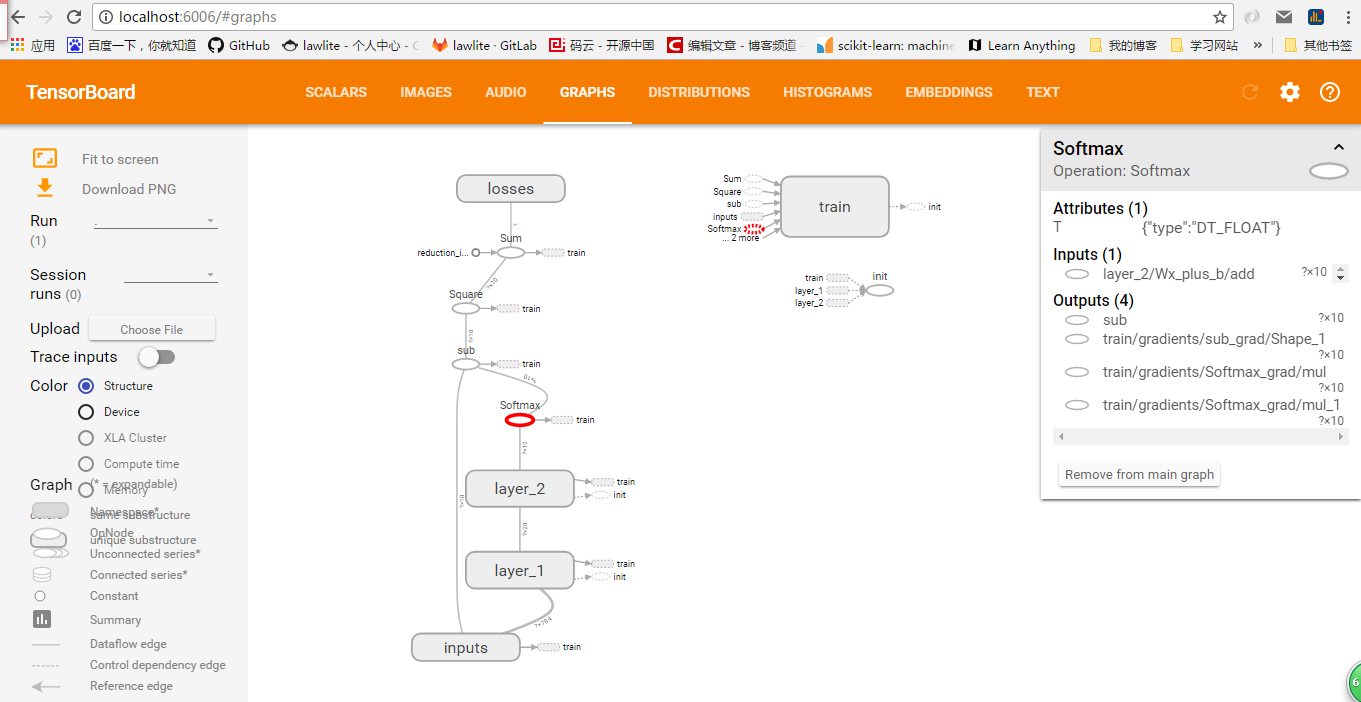 localhost:6006/#graphs
应用 百度一下，你就知道 GitHub lawlite - 个人中心 - lawlite · GitLab 码云 - 开源中国 编辑文章 - 博客频道 scikit-learn: machine Learn Anything 我的博客 学习网站 » 其他书签
TensorBoard SCALARS IMAGES AUDIO GRAPHS DISTRIBUTIONS HISTOGRAMS EMBEDDINGS TEXT
Fit to screen
Download PNG
Run
(1)
.
Session
runs (0)
Upload Choose File
Trace inputs
Color Structure
Device
XLA Cluster
Compute time
Memory
Graph (* = expandable)
Namespace*
colors same substructure
OpNode
unique substructure
Unconnected series*
Connected series*
Constant
Summary
Dataflow edge
Control dependency edge
Reference edge
losses
Sum
reduction_i...
train
?×10
Square
train
?×10
sub
train
?×10
Softmax
train
?×10
layer_2
train
init
?×10
?×20
layer_1
train
init
?×784
inputs
train
Sum
Square
sub
inputs
Softmax
... 2 more
train
init
train
layer_1
layer_2
init
Softmax
Operation: Softmax
Attributes (1)
T {"type":"DT_FLOAT"}
Inputs (1)
layer_2/Wx_plus_b/add ?×10
Outputs (4)
sub ?×10
train/gradients/sub_grad/Shape_1
?×10
train/gradients/Softmax_grad/mul
?×10
train/gradients/Softmax_grad/mul_1
?×10
Remove from main graph
6